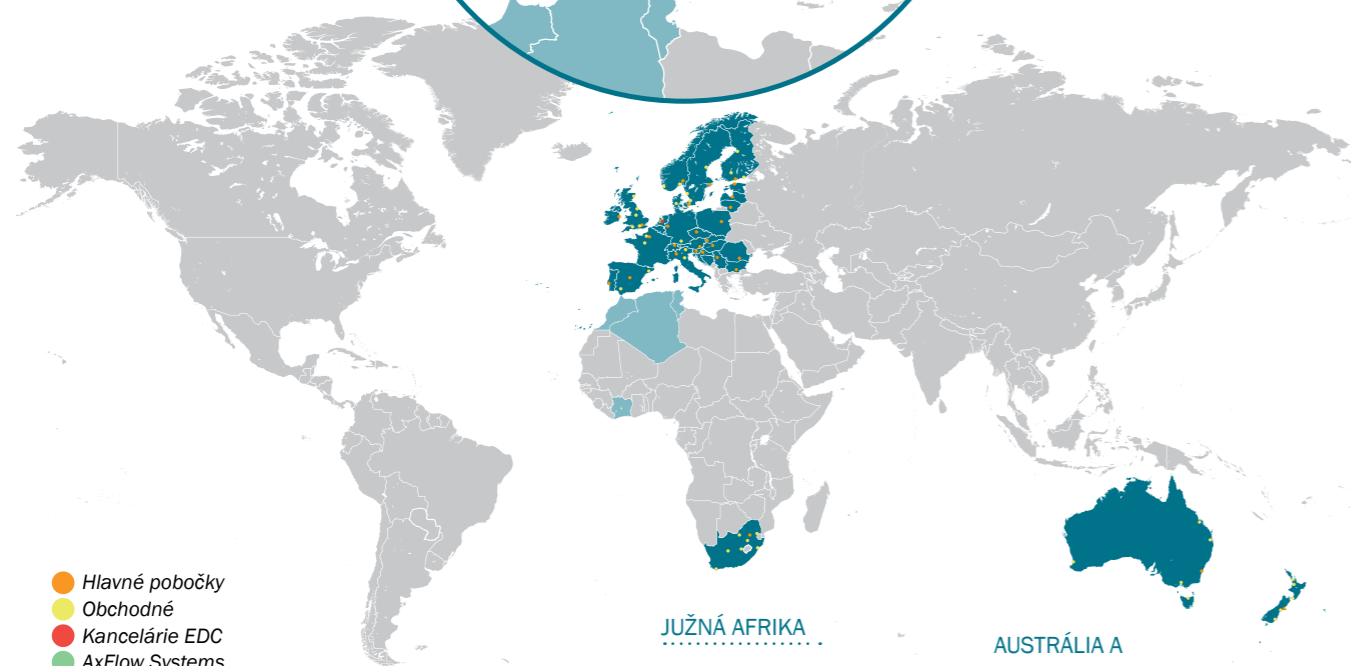 Hlavné pobočky
Obchodné
Kancelárie EDC
AxFlow Systems
JUŽNÁ AFRIKA
AUSTRÁLIA A